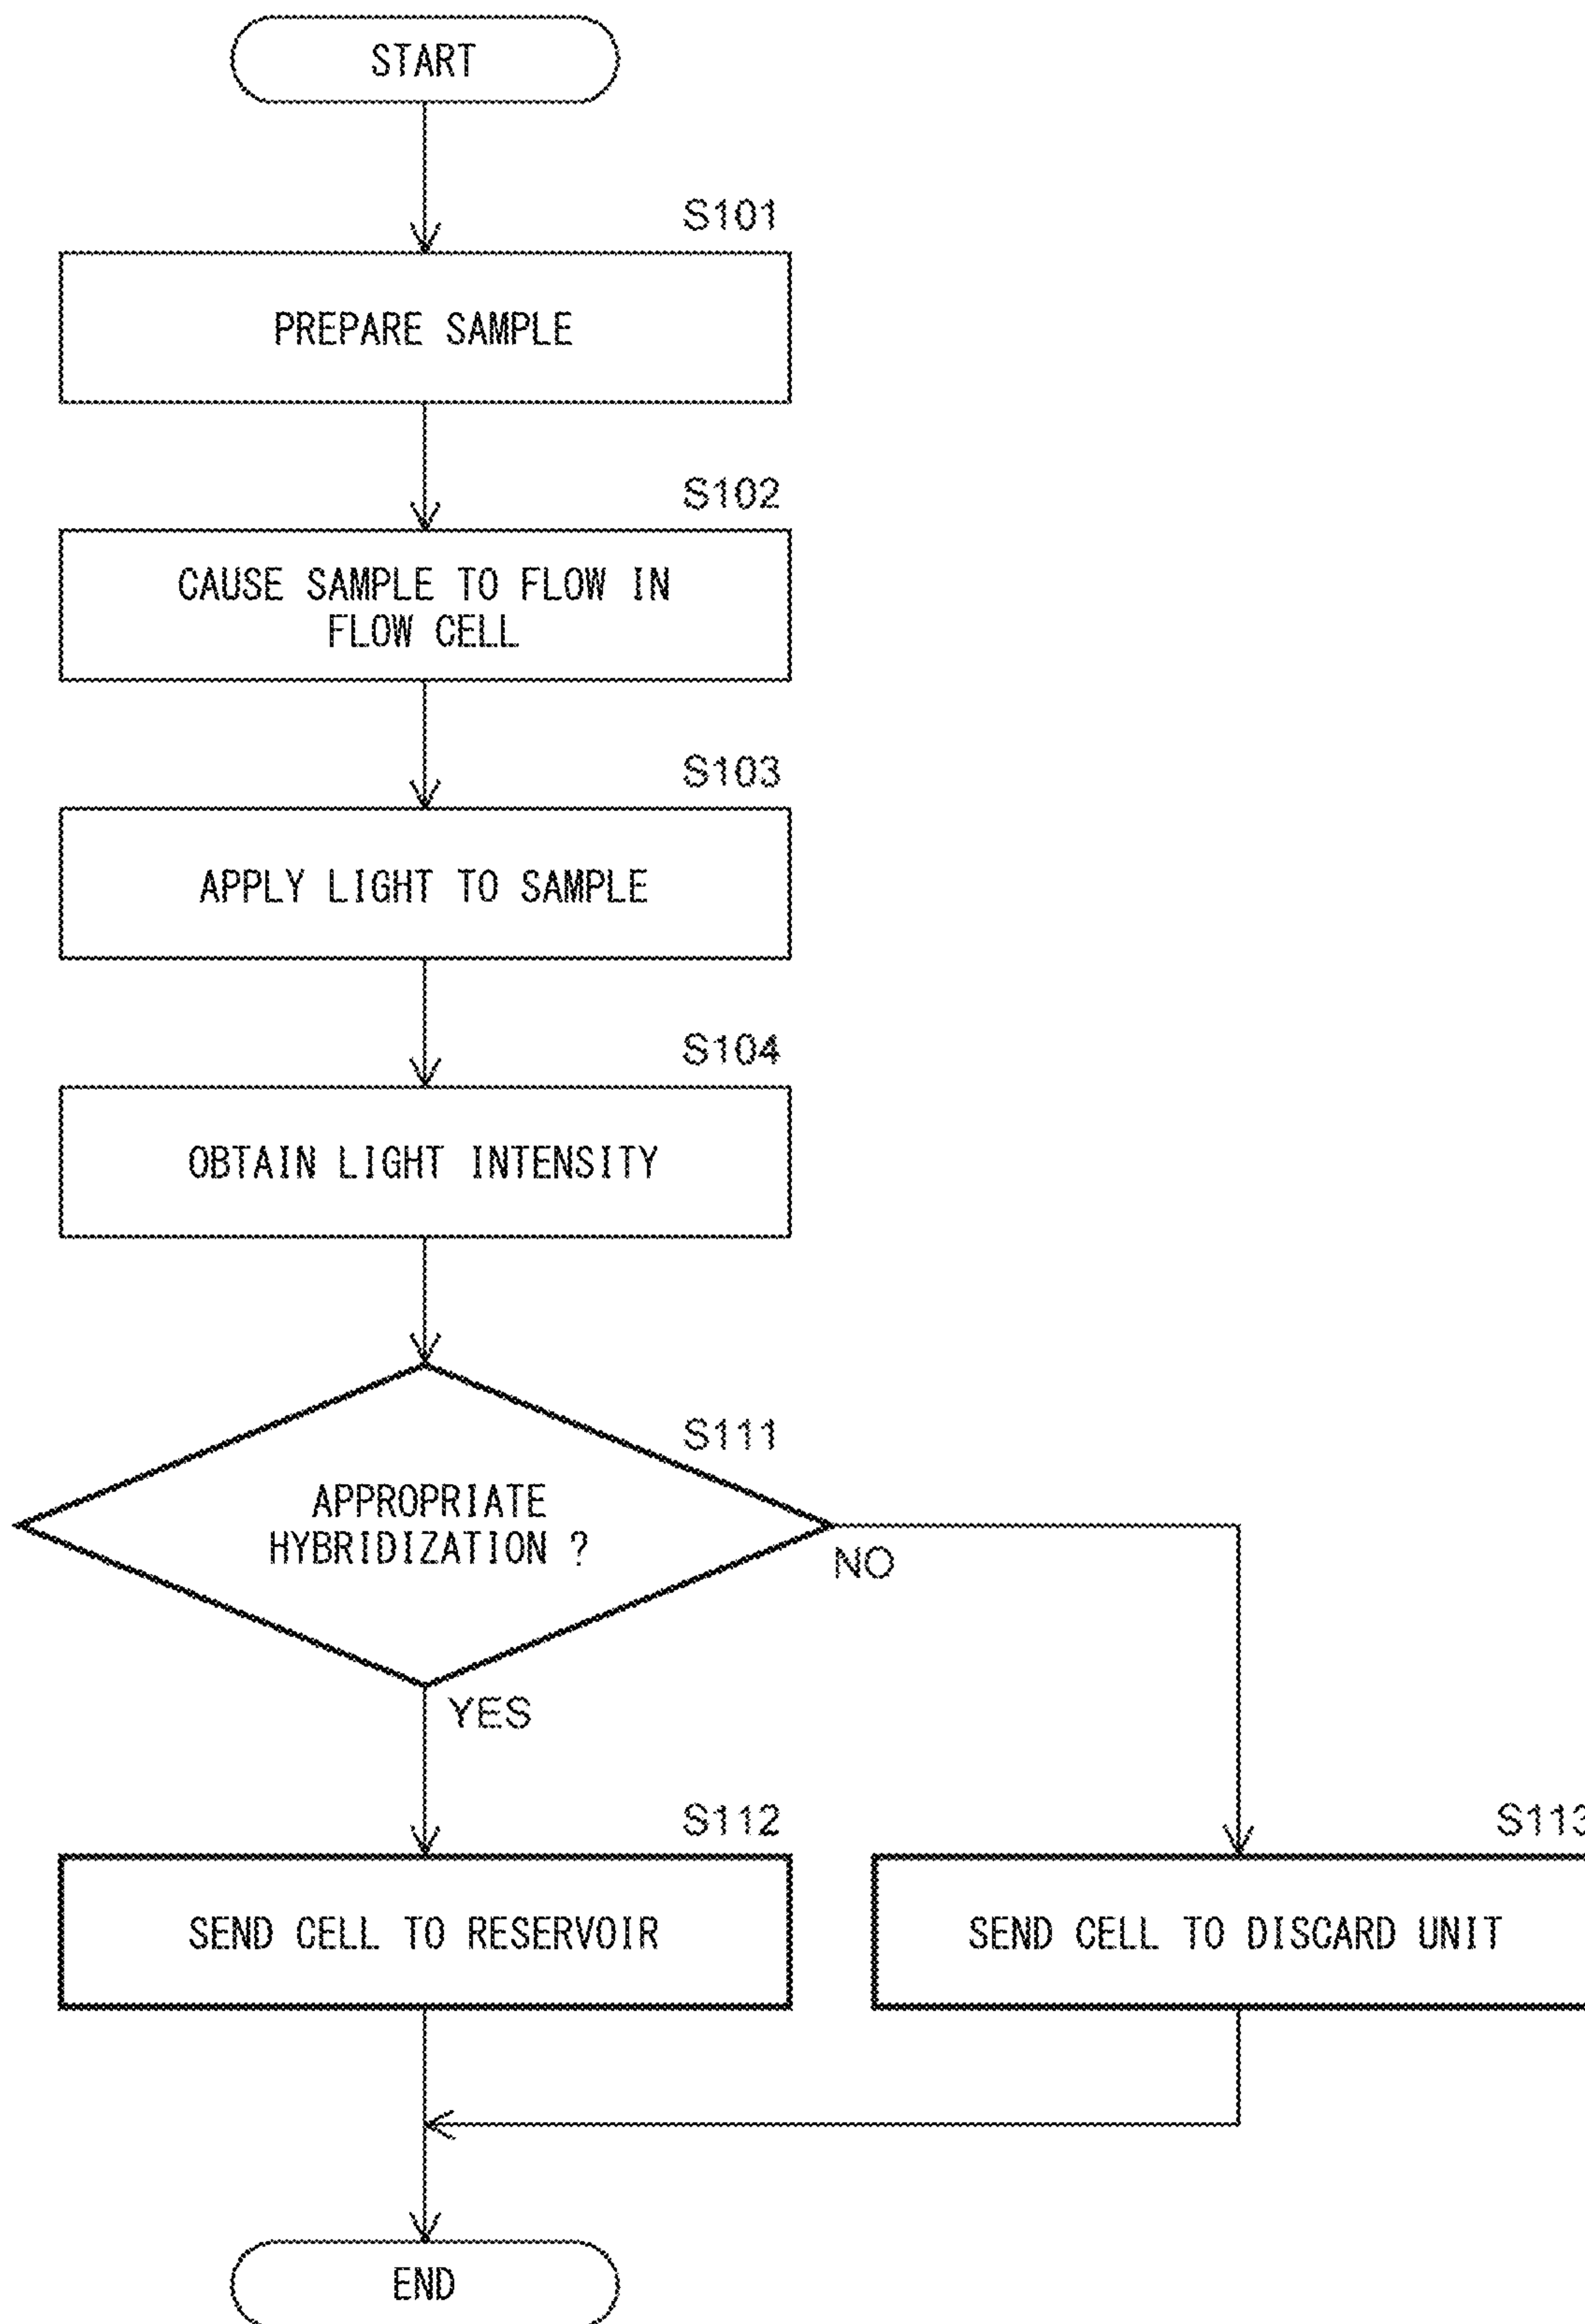 START
S101
PREPARE SAMPLE
S102
CAUSE SAMPLE TO FLOW IN
FLOW CELL
S103
APPLY LIGHT TO SAMPLE
S104
OBTAIN LIGHT INTENSITY
S111
APPROPRIATE
HYBRIDIZATION ?
NO
YES
S112
SEND CELL TO RESERVOIR
S113
SEND CELL TO DISCARD UNIT
END